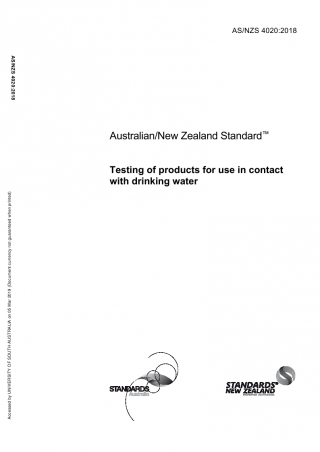 AS/NZS 4020:2018
AS/NZS 4020:2018
Australian/New Zealand Standard™
Testing of products for use in contact
with drinking water
Accessed by UNIVERSITY OF SOUTH AUSTRALIA on 05 Mar 2019 (Document currency not guaranteed when printed)
STANDARDS
Australia
STANDARDS
NEW ZEALAND